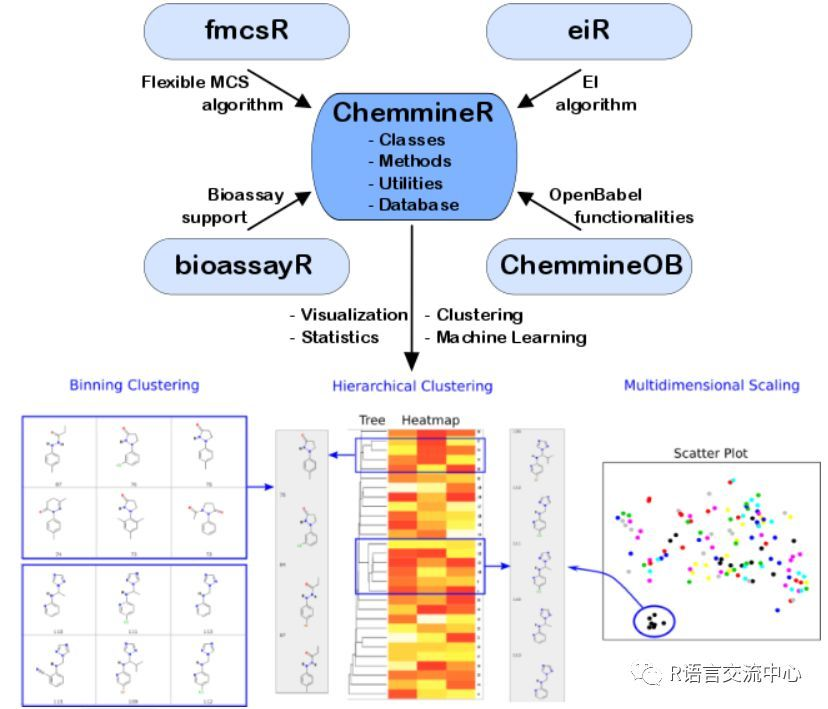 fmcsR
eiR
Flexible MCS
algorithm
EI
algorithm
ChemmineR
- Classes
- Methods
- Utilities
- Database
Bioassay
support
OpenBabel
functionalities
bioassayR
ChemmineOB
- Visualization
- Statistics
- Clustering
- Machine Learning
Binning Clustering
Hierarchical Clustering
Multidimensional Scaling
Tree
Heatmap
Scatter Plot
R语言交流中心